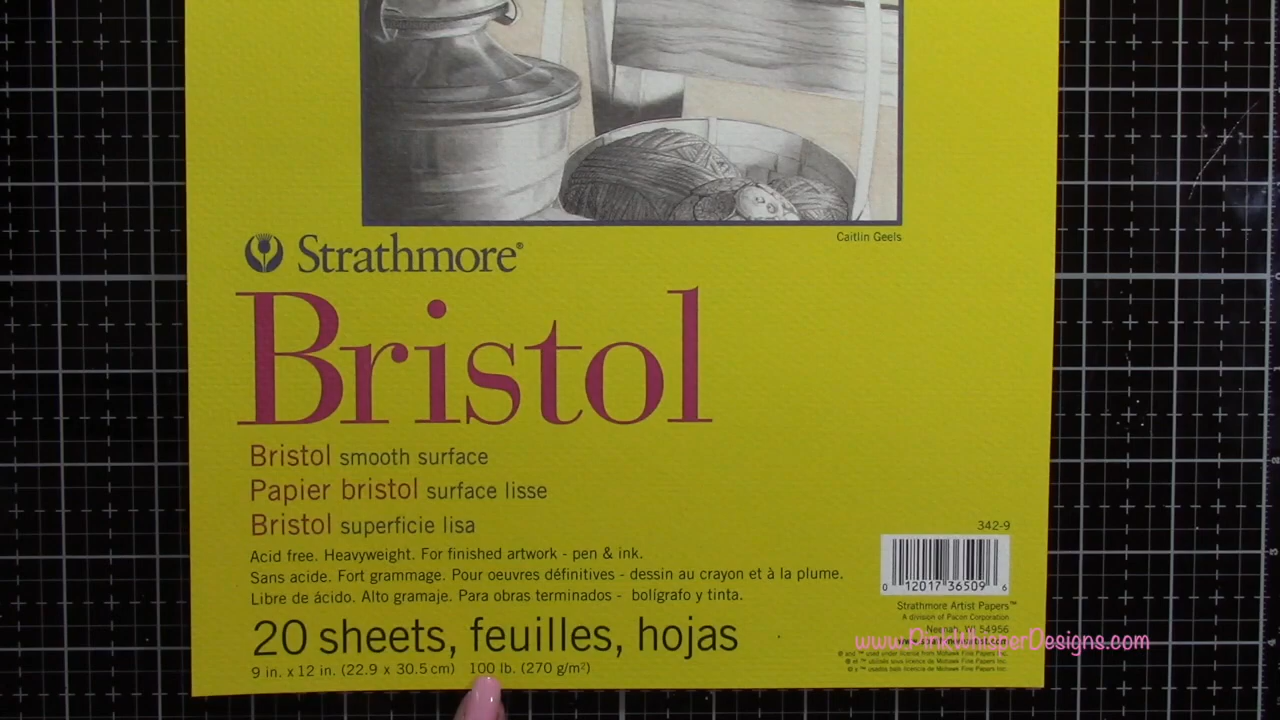 Caitlin Geels
Strathmore®
Bristol
Bristol smooth surface
Papier bristol surface lisse
Bristol superficie lisa
Acid free. Heavyweight. For finished artwork - pen & ink.
Sans acide. Fort grammage. Pour oeuvres définitives - dessin au crayon et à la plume.
Libre de ácido. Alto gramaje. Para obras terminados - bolígrafo y tinta.
20 sheets, feuilles, hojas
9 in. x 12 in. (22.9 x 30.5 cm) 100 lb. (270 g/m²)
342-9
0 12017 36509 6
Strathmore Artist Papers™
A division of Pacon Corporation
Neenah, WI 54956
www.PinkWhisperDesigns.com